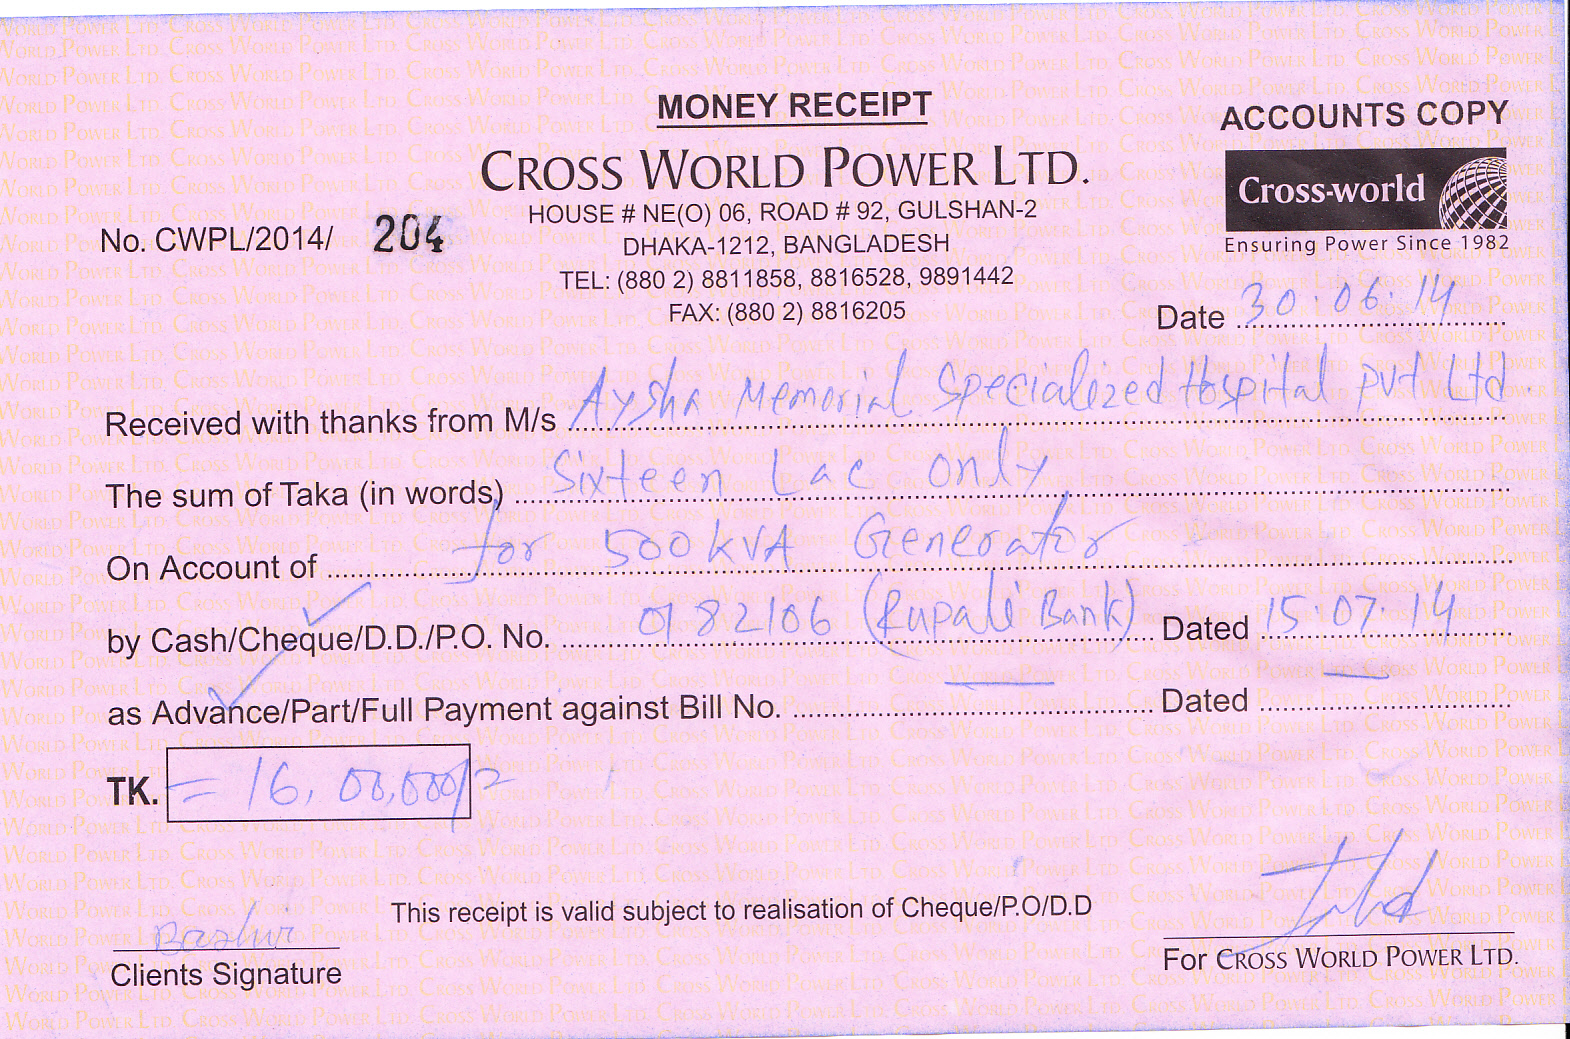 MONEY RECEIPT
ACCOUNTS COPY
CROSS WORLD POWER LTD.
Cross-world
Ensuring Power Since 1982
HOUSE # NE(O) 06, ROAD # 92, GULSHAN-2
DHAKA-1212, BANGLADESH
TEL: (880 2) 8811858, 8816528, 9891442
FAX: (880 2) 8816205
No. CWPL/2014/ 204
Date 30.06.14
Received with thanks from M/s Aysha Memorial Specialized Hospital Pvt Ltd.
The sum of Taka (in words) Sixteen Lac only
On Account of for 500 kVA Generator
by Cash/Cheque/D.D./P.O. No. 0182106 (Rupali Bank) Dated 15.07.14
as Advance/Part/Full Payment against Bill No. Dated
TK. = 16,00,000/=
This receipt is valid subject to realisation of Cheque/P.O/D.D
Bashir
Clients Signature
For CROSS WORLD POWER LTD.